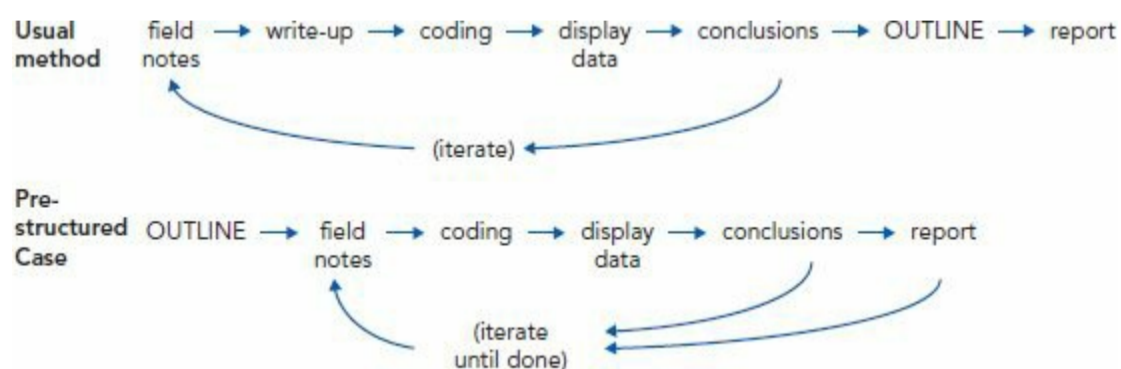 Usual field → write-up → coding → display → conclusions → OUTLINE → report
method notes data
(iterate)
Pre-
structured OUTLINE → field → coding → display → conclusions → report
Case notes data
(iterate
until done)